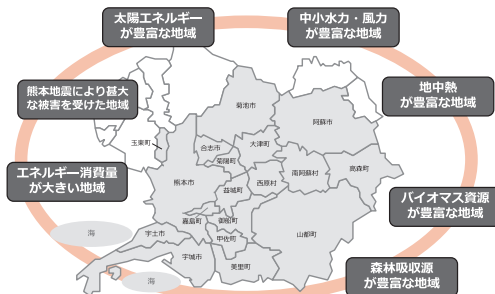 太陽エネルギー
が豊富な地域
中小水力・風力
が豊富な地域
熊本地震により甚大
な被害を受けた地域
地中熱
が豊富な地域
菊池市
阿蘇市
玉東町
合志市
大津町
菊陽町
高森町
南阿蘇村
エネルギー消費量
が大きい地域
熊本市
西原村
益城町
バイオマス資源
が豊富な地域
嘉島町
御船町
海
宇土市
甲佐町
山都町
宇城市
美里町
海
森林吸収源
が豊富な地域